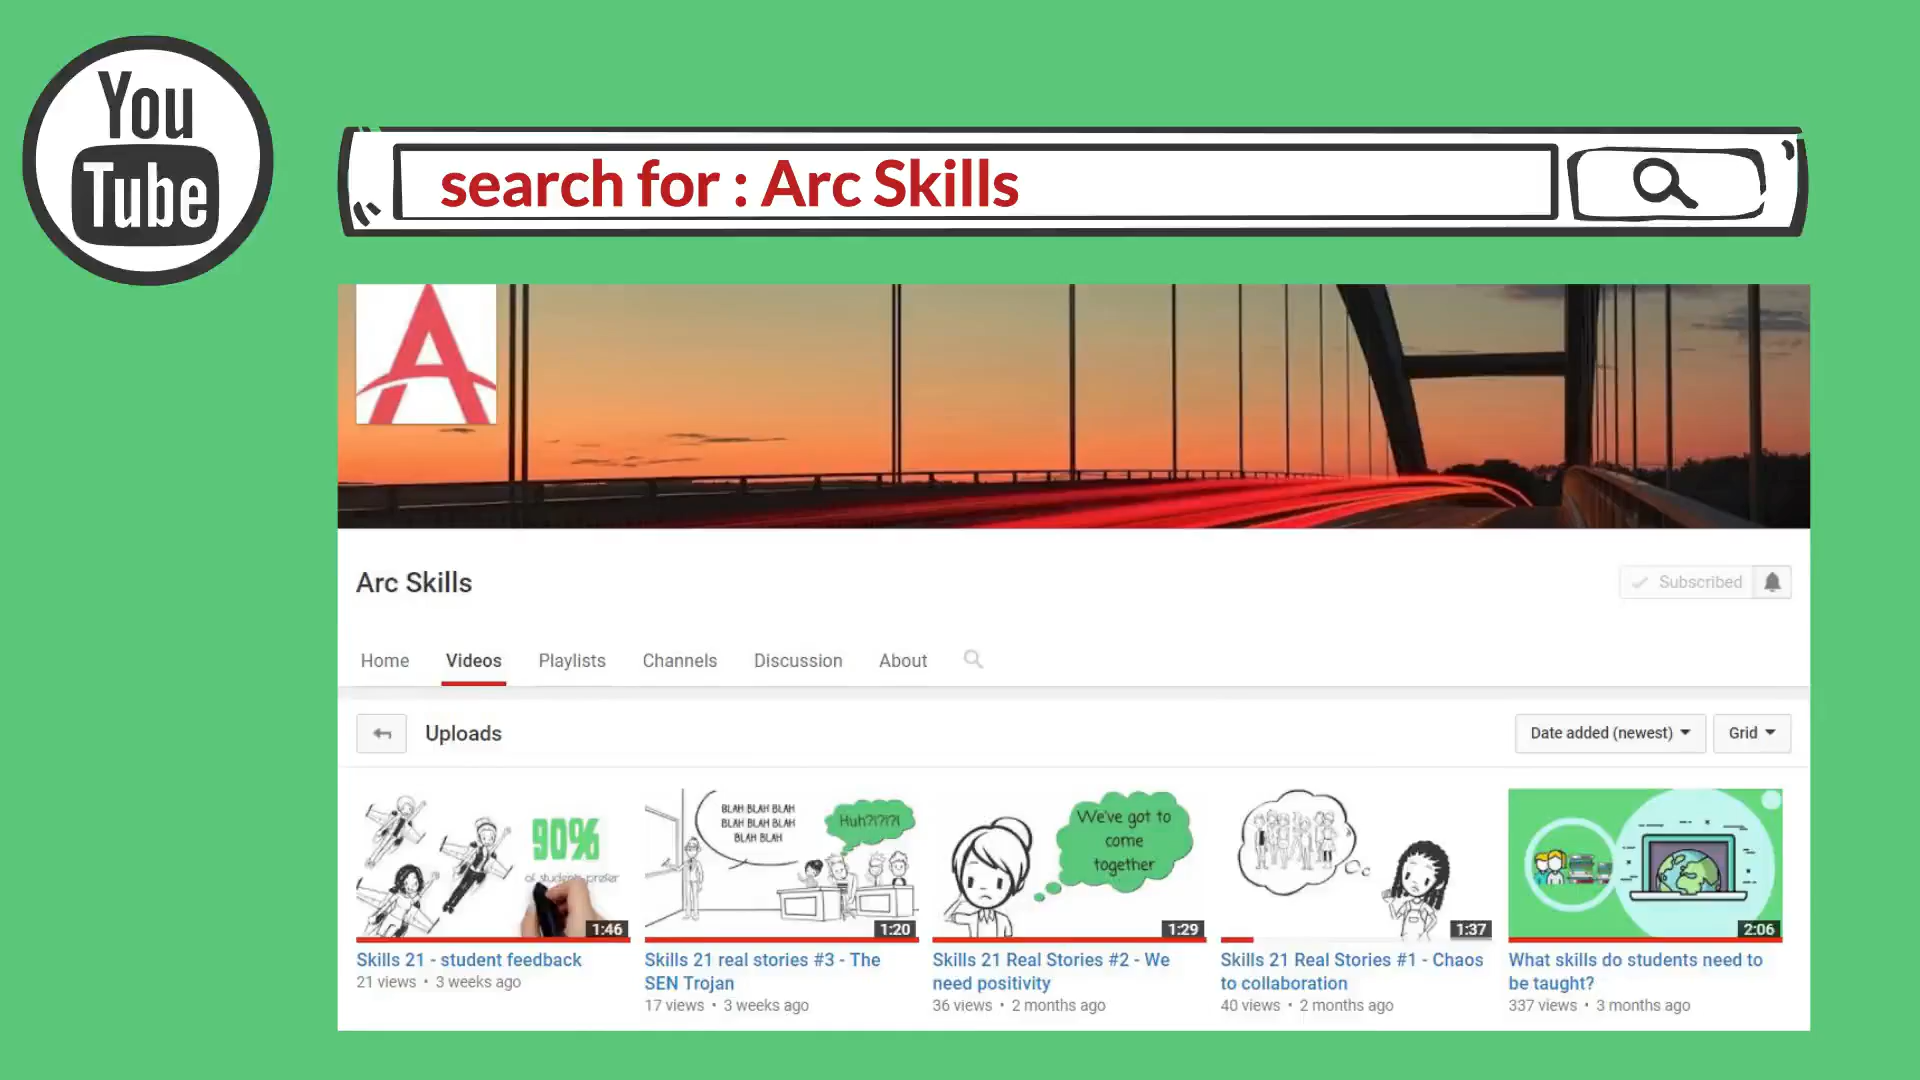 You
Tube
search for : Arc Skills
Arc Skills
Subscribed
Home Videos Playlists Channels Discussion About
Uploads
Date added (newest) Grid
90%
of students prefer
1:46
BLAH BLAH BLAH
BLAH BLAH BLAH
BLAH BLAH
Huh?!?!?!
1:20
We've got to
come
together
1:29
1:37
2:06
Skills 21 - student feedback
21 views • 3 weeks ago
Skills 21 real stories #3 - The
SEN Trojan
17 views • 3 weeks ago
Skills 21 Real Stories #2 - We
need positivity
36 views • 2 months ago
Skills 21 Real Stories #1 - Chaos
to collaboration
40 views • 2 months ago
What skills do students need to
be taught?
337 views • 3 months ago